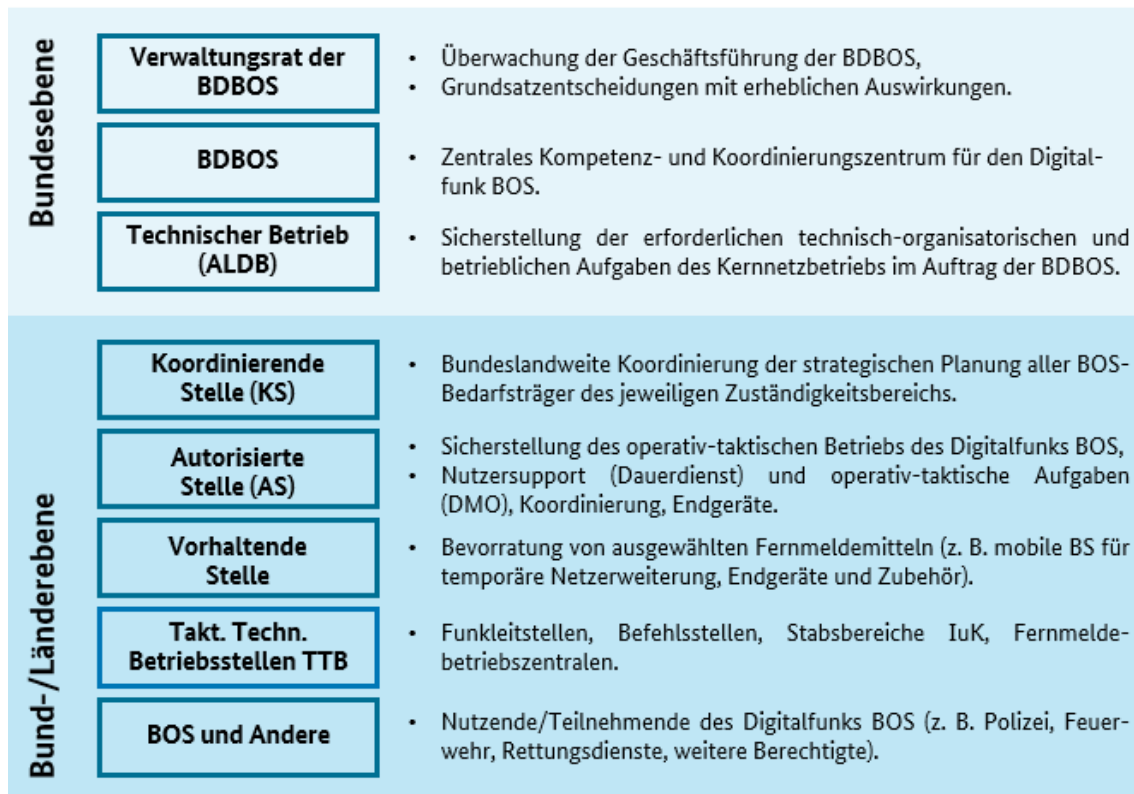 Bundesebene
Verwaltungsrat der
BDBOS
• Überwachung der Geschäftsführung der BDBOS,
• Grundsatzentscheidungen mit erheblichen Auswirkungen.
BDBOS
• Zentrales Kompetenz- und Koordinierungszentrum für den Digital-
funk BOS.
Technischer Betrieb
(ALDB)
• Sicherstellung der erforderlichen technisch-organisatorischen und
betrieblichen Aufgaben des Kernnetzbetriebs im Auftrag der BDBOS.
Bund-/Länderebene
Koordinierende
Stelle (KS)
• Bundeslandweite Koordinierung der strategischen Planung aller BOS-
Bedarfsträger des jeweiligen Zuständigkeitsbereichs.
Autorisierte
Stelle (AS)
• Sicherstellung des operativ-taktischen Betriebs des Digitalfunks BOS,
• Nutzersupport (Dauerdienst) und operativ-taktische Aufgaben
(DMO), Koordinierung, Endgeräte.
Vorhaltende
Stelle
• Bevorratung von ausgewählten Fernmeldemitteln (z. B. mobile BS für
temporäre Netzerweiterung, Endgeräte und Zubehör).
Takt. Techn.
Betriebsstellen TTB
• Funkleitstellen, Befehlsstellen, Stabsbereiche IuK, Fernmelde-
betriebszentralen.
BOS und Andere
• Nutzende/Teilnehmende des Digitalfunks BOS (z. B. Polizei, Feuer-
wehr, Rettungsdienste, weitere Berechtigte).